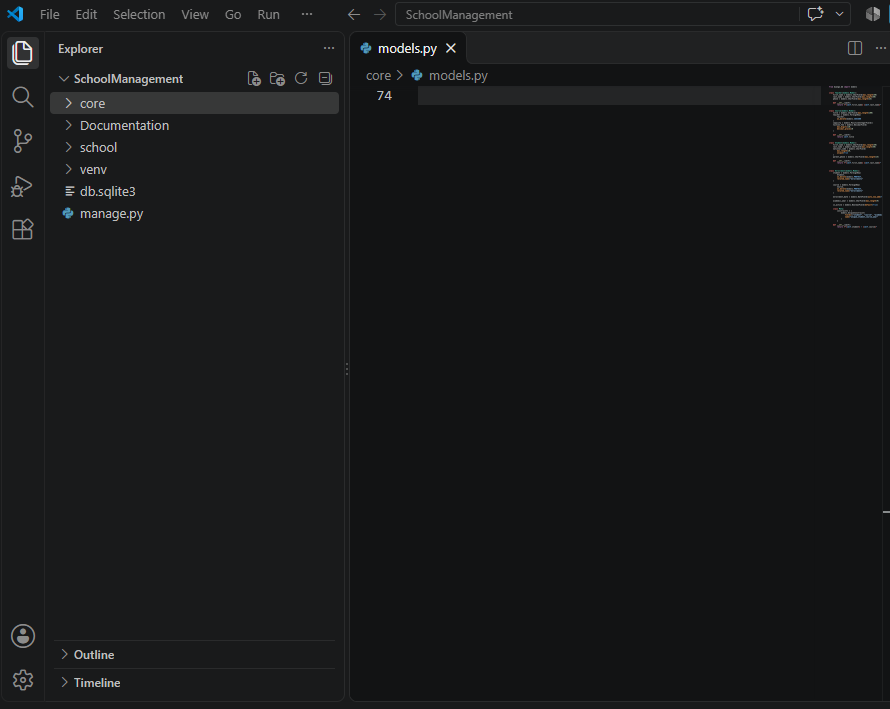 File Edit Selection View Go Run ··· SchoolManagement
Explorer ···
models.py ···
SchoolManagement
core > models.py
core
74
Documentation
school
venv
db.sqlite3
manage.py
Outline
Timeline